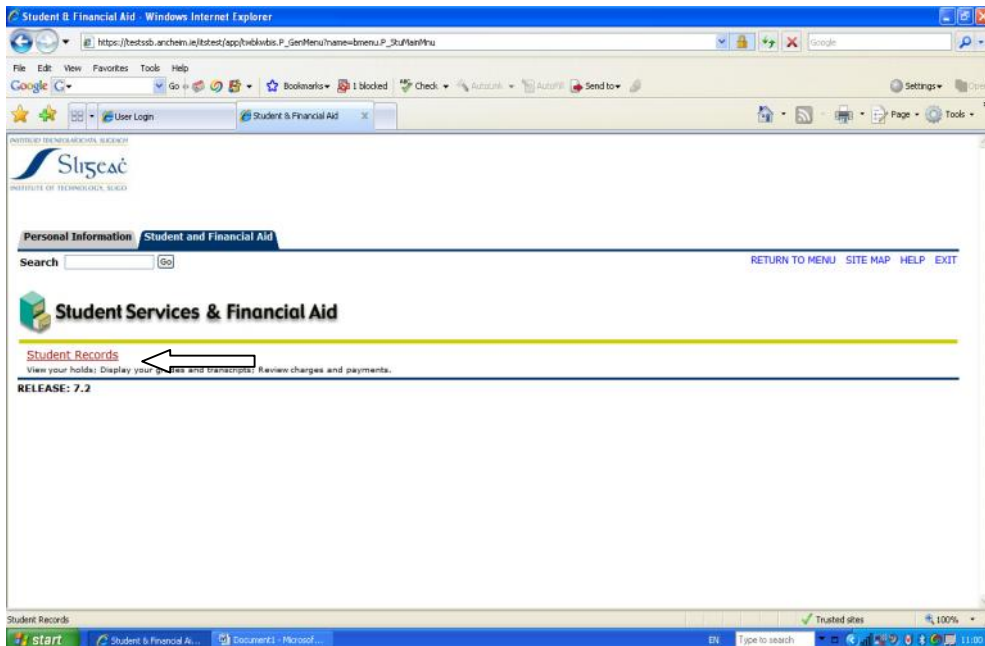 Student & Financial Aid - Windows Internet Explorer
https://testssb.ancheim.ie/itstest/app/twbkwbis.P_GenMenu?name=bmenu.P_StuMainMnu
Google
File Edit View Favorites Tools Help
Google G Go Bookmarks 1 blocked Check AutoLink AutoFill Send to Settings
User Login Student & Financial Aid Page Tools
Sligeaċ
INSTITUTE OF TECHNOLOGY, SLIGO
Personal Information Student and Financial Aid
Search Go RETURN TO MENU SITE MAP HELP EXIT
Student Services & Financial Aid
Student Records
View your holds; Display your grades and transcripts; Review charges and payments.
RELEASE: 7.2
Student Records Trusted sites 100%
start Student & Financial Ai... Document1 - Microsof... EN Type to search 11:00